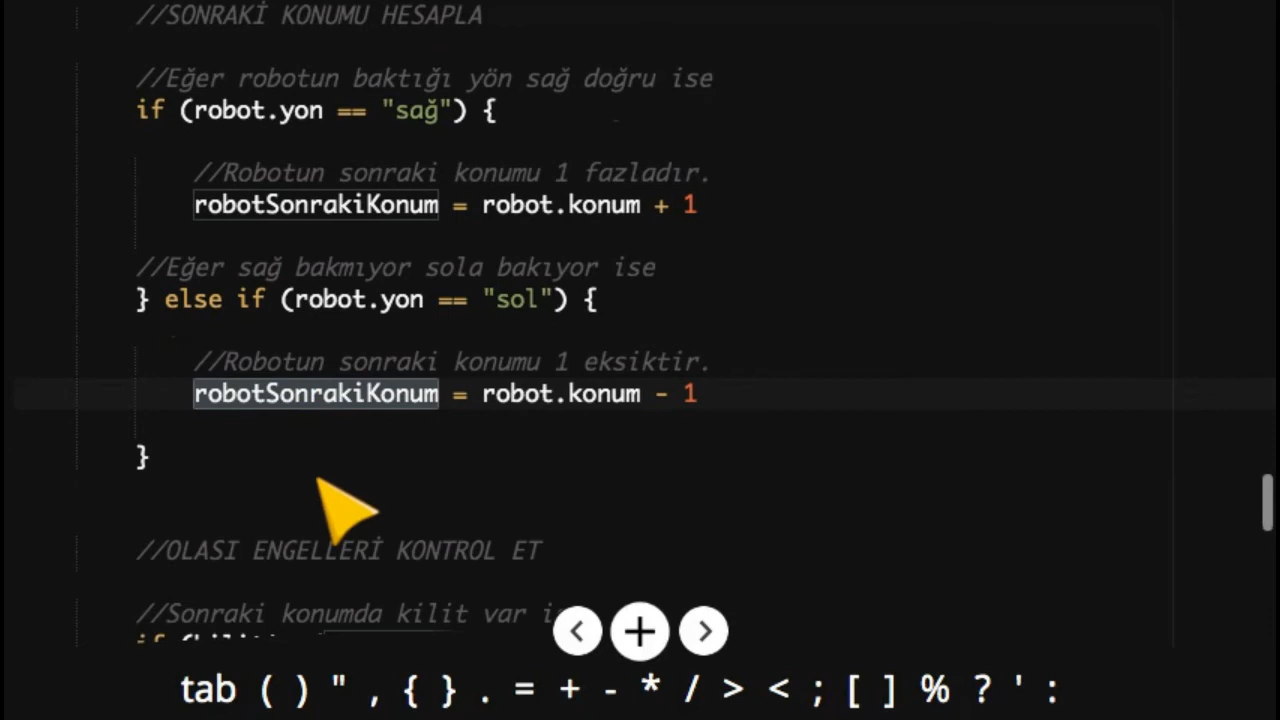 //SONRAKİ KONUMU HESAPLA
//Eğer robotun baktığı yön sağ doğru ise
if (robot.yon == "sağ") {
//Robotun sonraki konumu 1 fazladır.
robotSonrakiKonum = robot.konum + 1
//Eğer sağ bakmıyor sola bakıyor ise
} else if (robot.yon == "sol") {
//Robotun sonraki konumu 1 eksiktir.
robotSonrakiKonum = robot.konum - 1
}
//OLASI ENGELLERİ KONTROL ET
//Sonraki konumda kilit var
tab ( ) " , { } . = + - * / > < ; [ ] % ? ' :